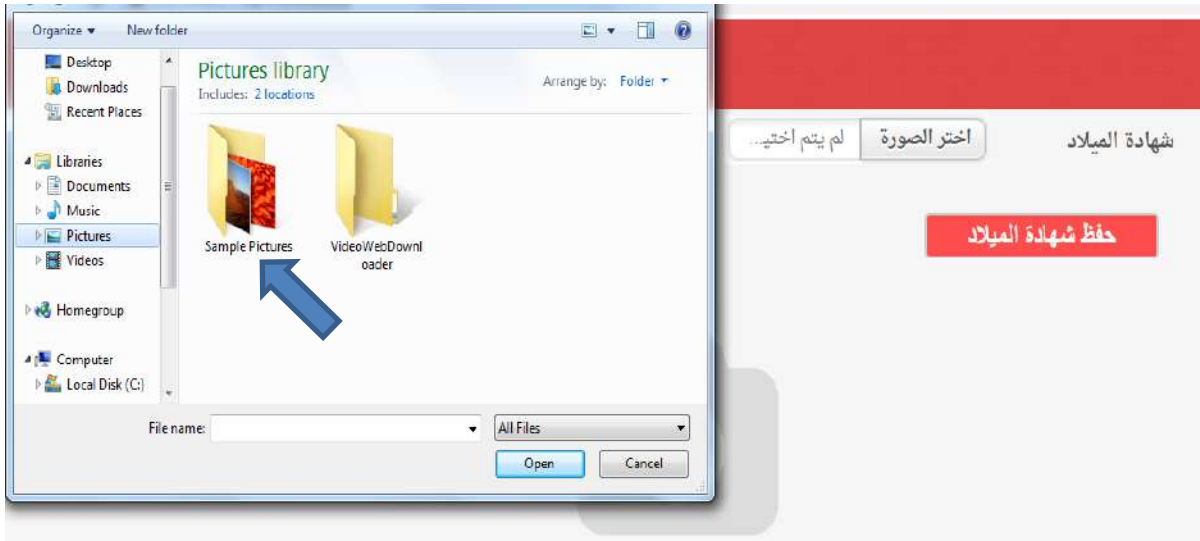 Organize New folder
Desktop
Downloads
Recent Places
Libraries
Documents
Music
Pictures
Videos
Homegroup
Computer
Local Disk (C:)
Pictures library
Includes: 2 locations
Arrange by: Folder
Sample Pictures
VideoWebDownl
oader
File name:
All Files
Open Cancel
شهادة الميلاد
اختر الصورة
لم يتم اختيـ...
حفظ شهادة الميلاد